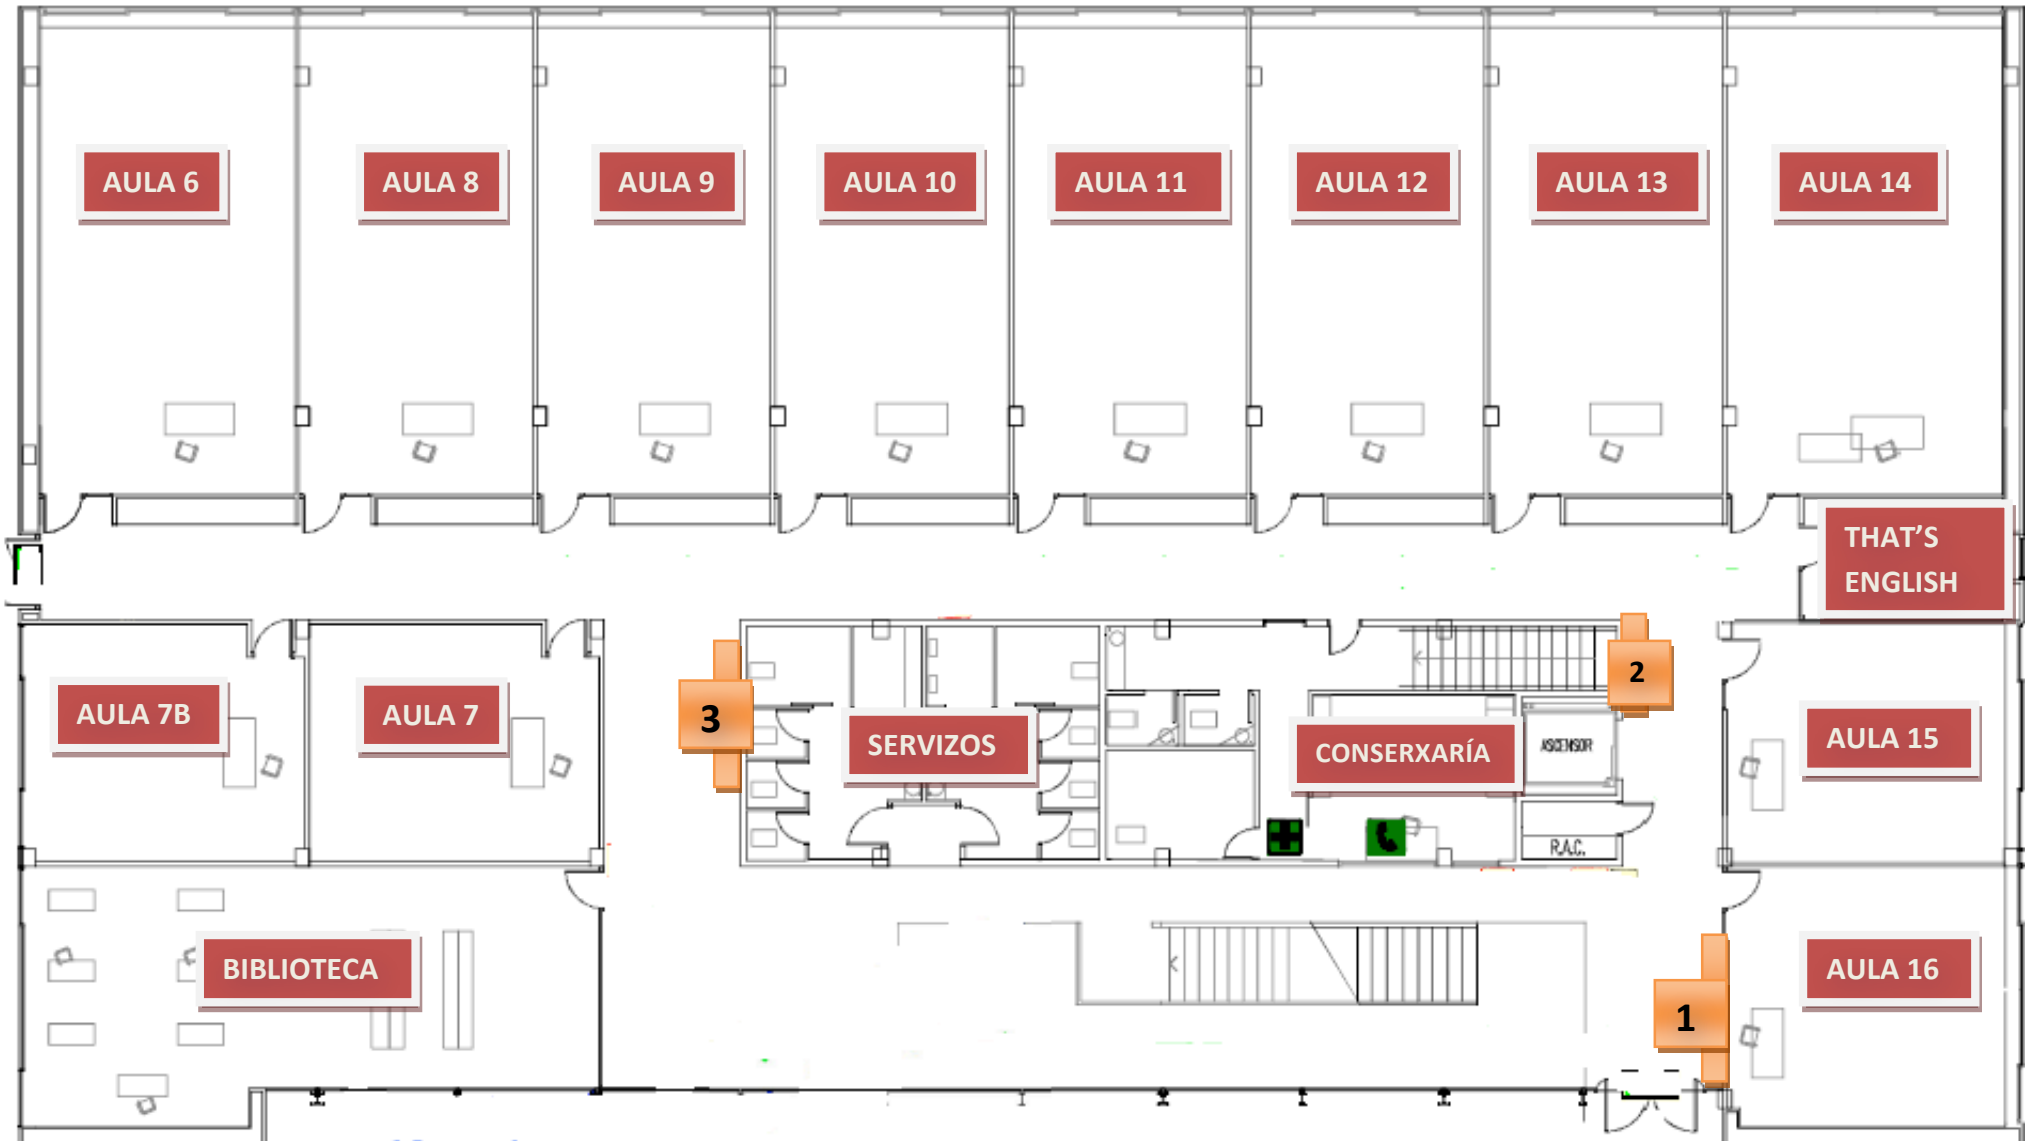 AULA 6
AULA 8
AULA 9
AULA 10
AULA 11
AULA 12
AULA 13
AULA 14
THAT'S
ENGLISH
AULA 7B
AULA 7
3
SERVIZOS
CONSERXARÍA
ASCENSOR
2
AULA 15
R.A.C.
BIBLIOTECA
AULA 16
1